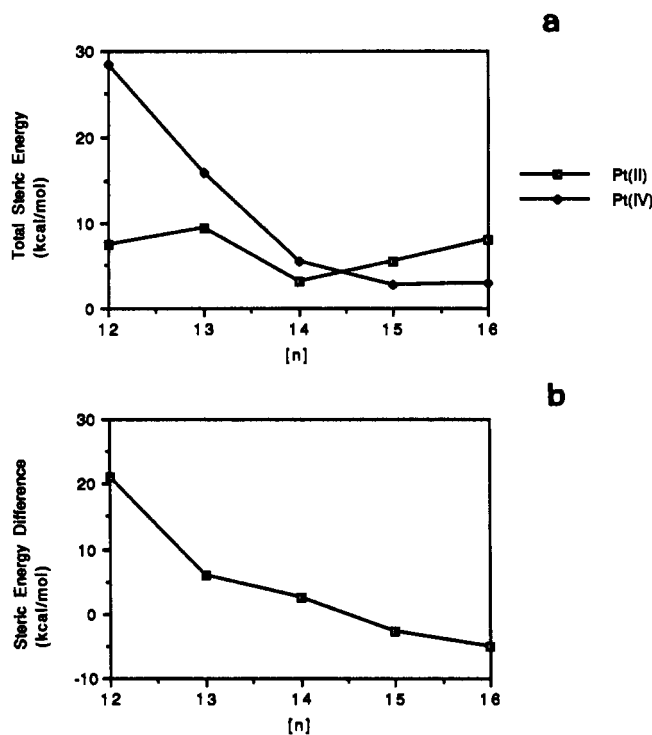 a
30
20
10
0
Total Steric Energy
(kcal/mol)
12 13 14 15 16
[n]
Pt(II)
Pt(IV)
b
30
20
10
0
-10
Steric Energy Difference
(kcal/mol)
12 13 14 15 16
[n]